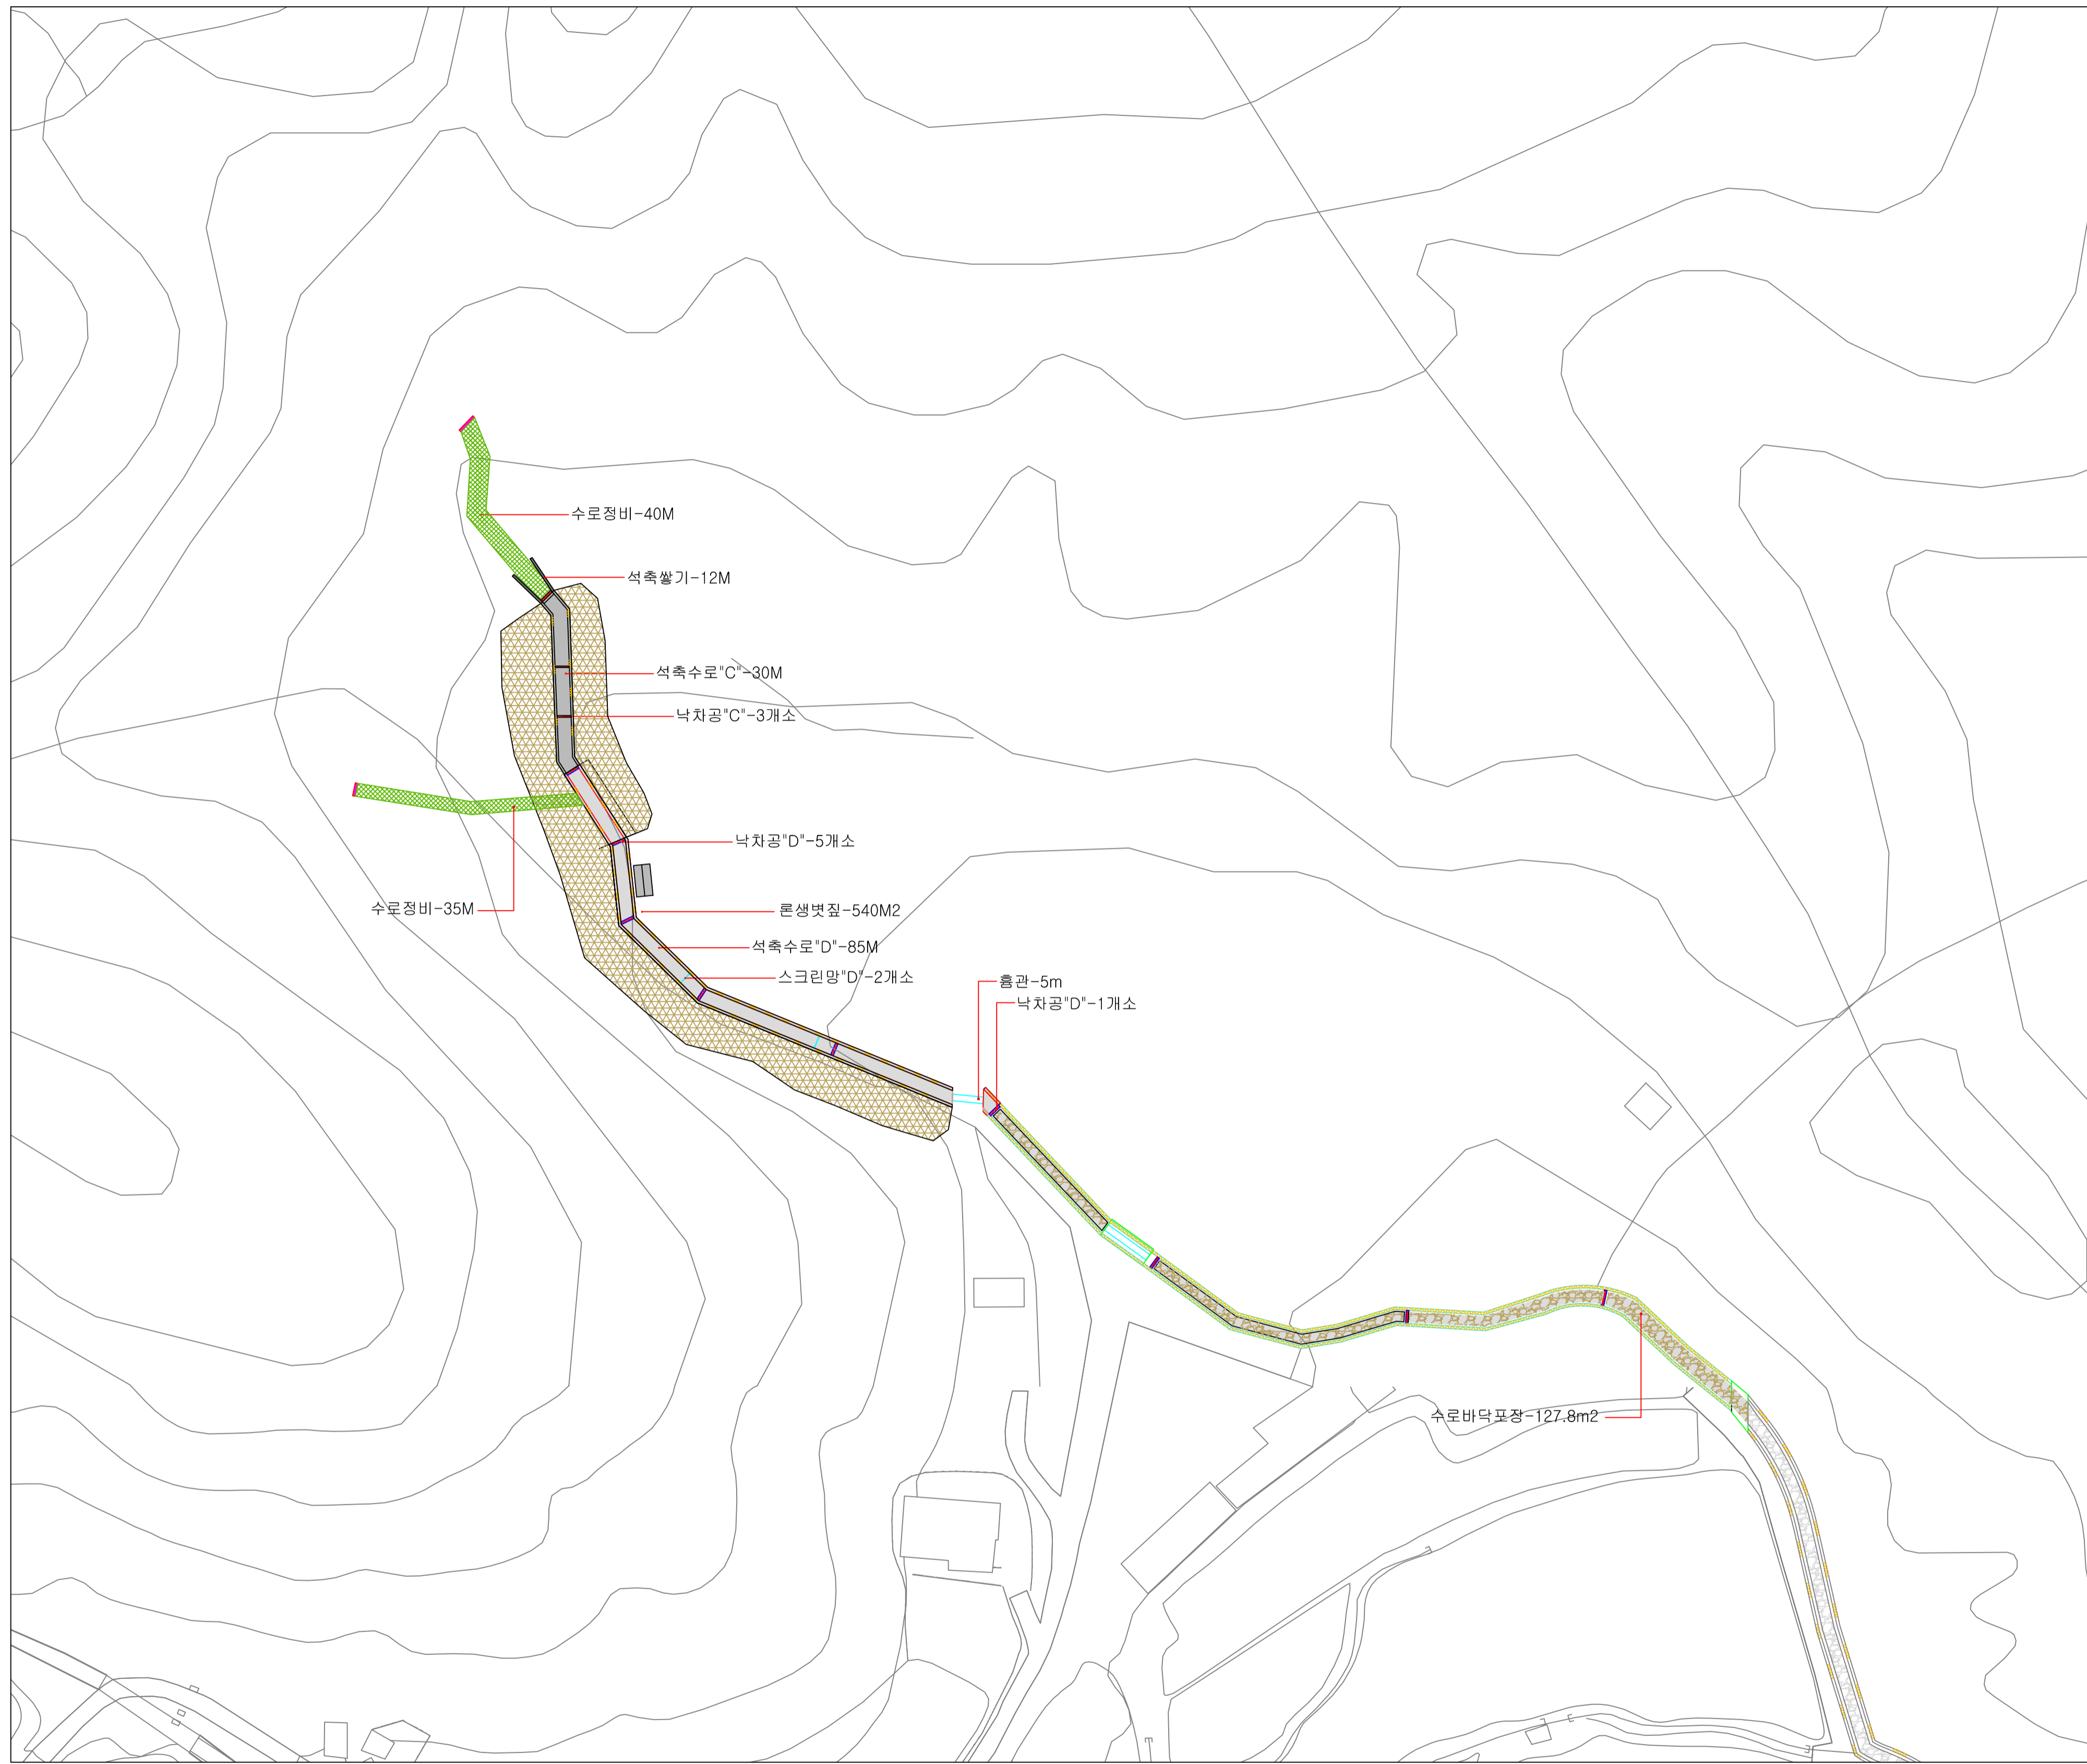 수로정비-40M
석축쌓기-12M
석축수로"C"-30M
낙차공"C"-3개소
낙차공"D"-5개소
수로정비-35M
론생볏짚-540M2
석축수로"D"-85M
스크린망"D"-2개소
흄관-5m
낙차공"D"-1개소
수로바닥포장-127.8m2